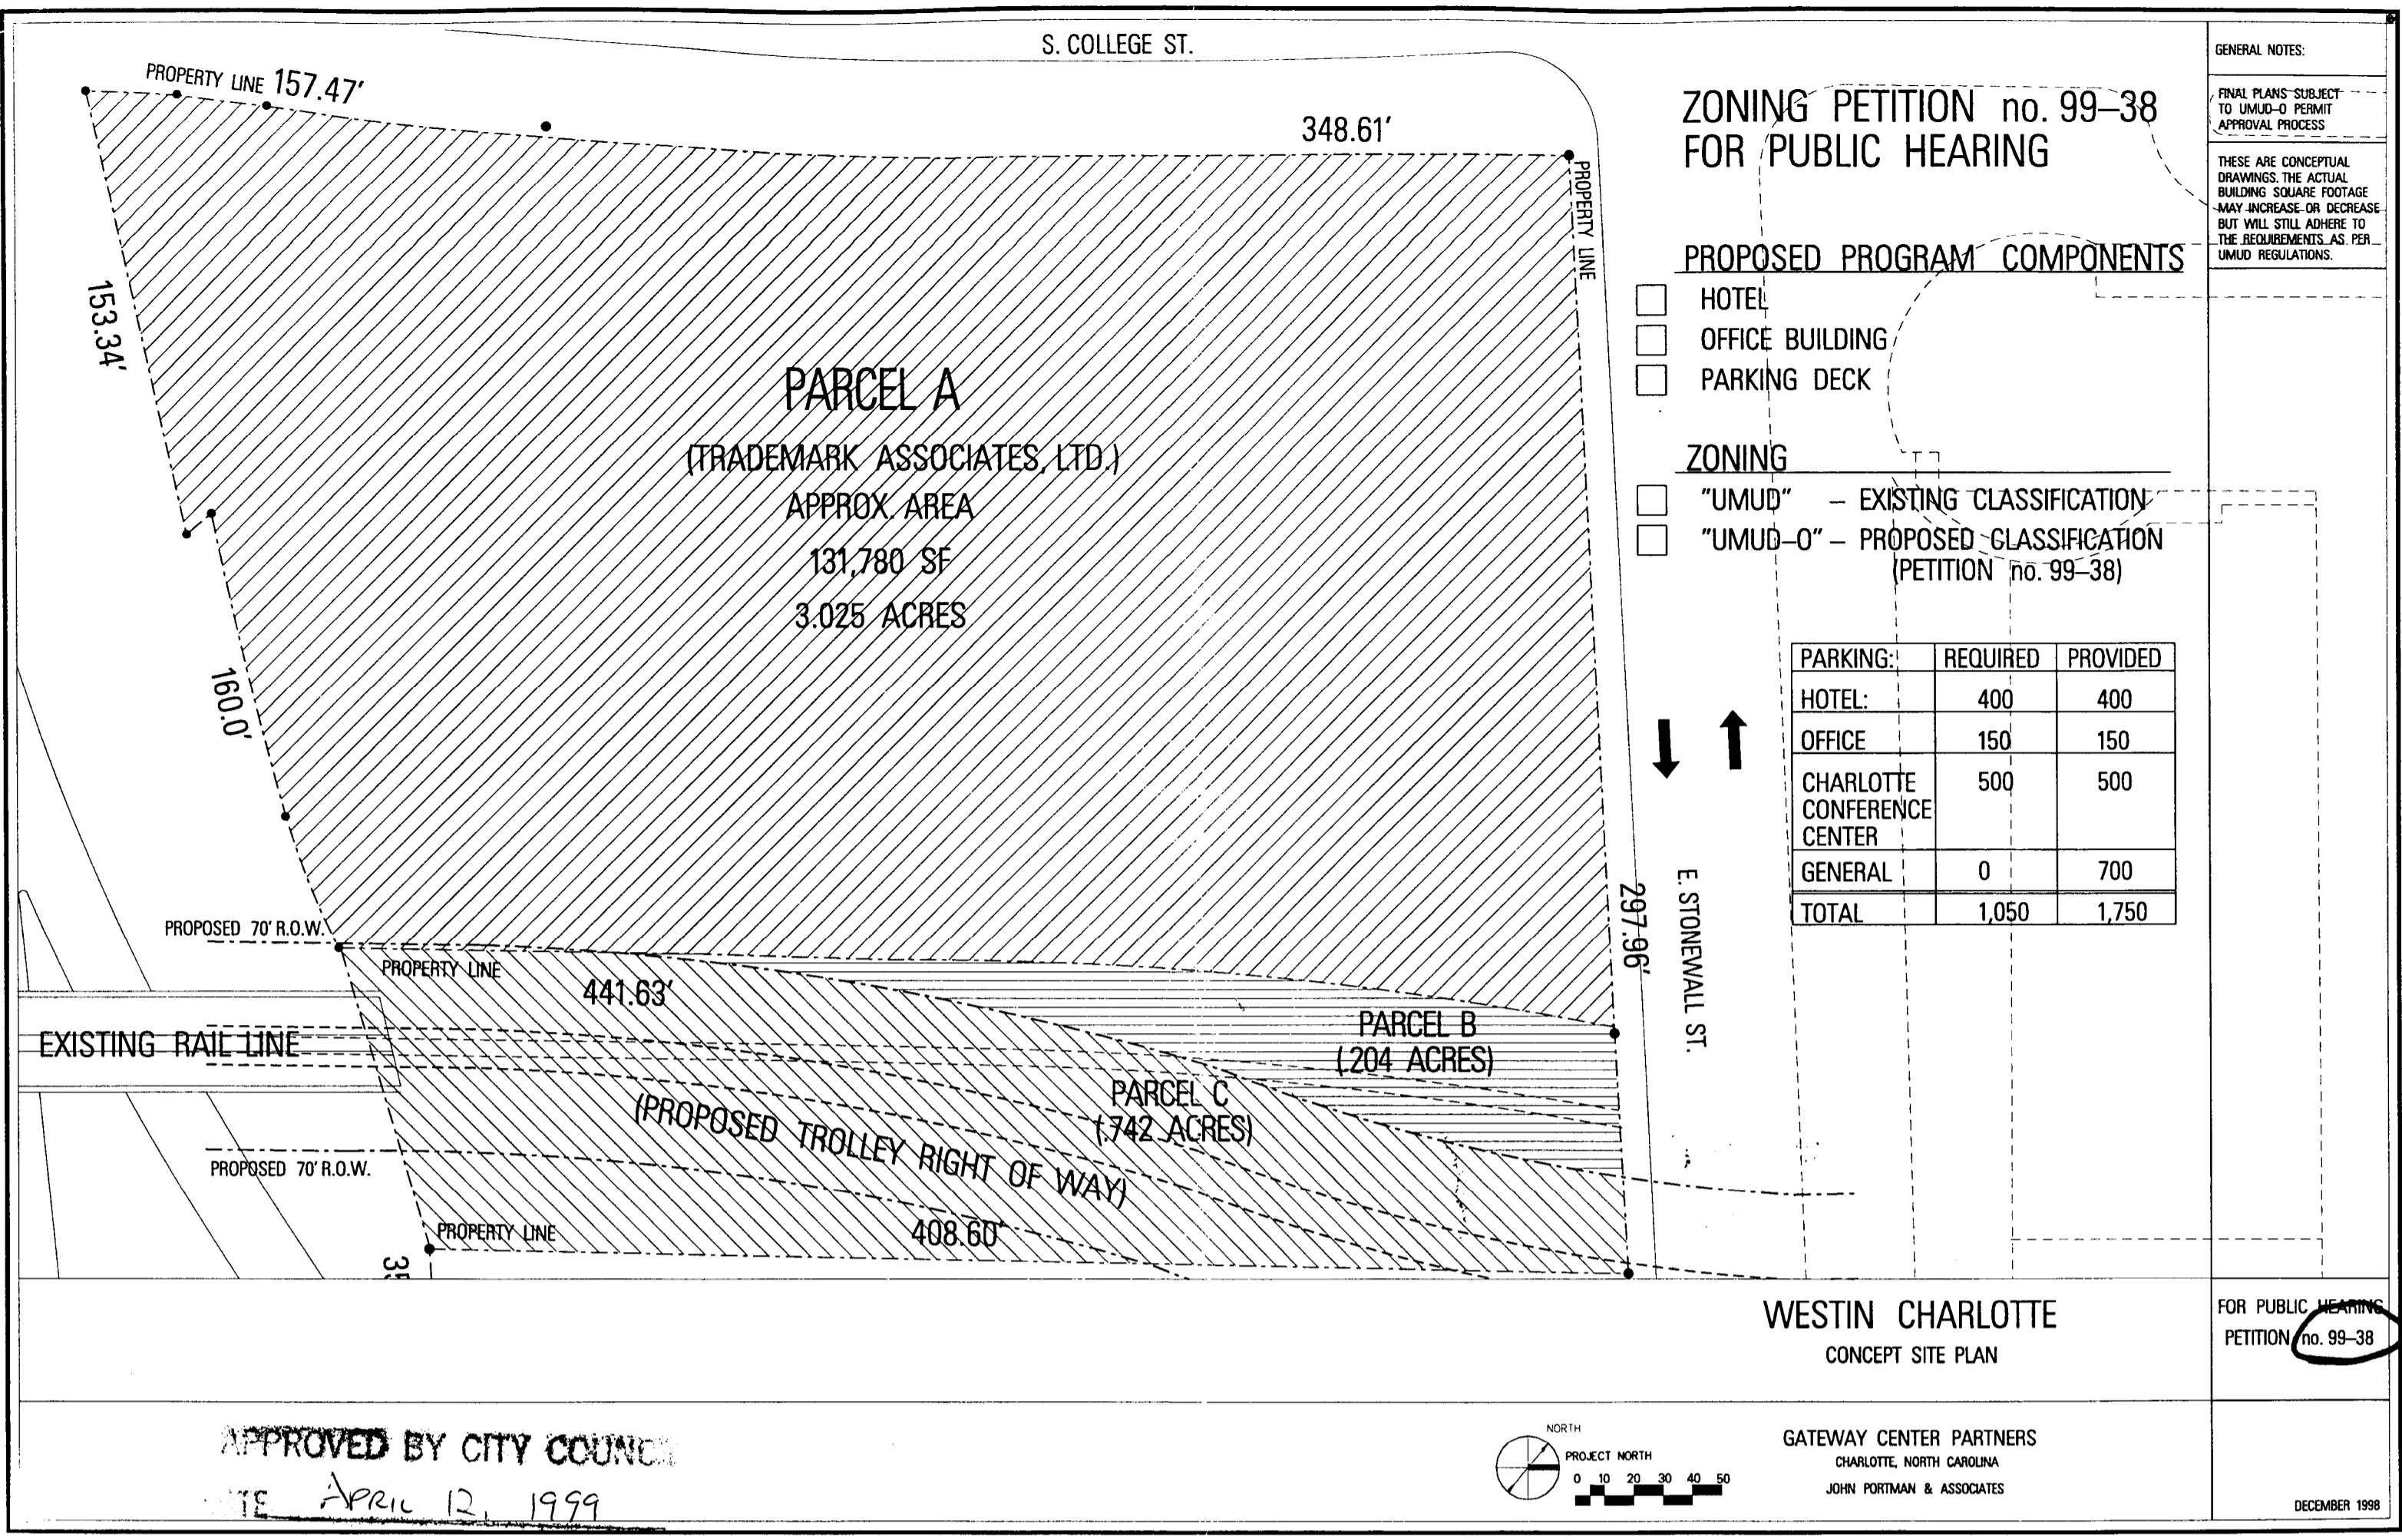 S. COLLEGE ST.
PROPERTY LINE 157.47'
348.61'
PROPERTY LINE
153.34'
160.0'
PARCEL A
(TRADEMARK ASSOCIATES, LTD.)
APPROX. AREA
131,780 SF
3.025 ACRES
PROPOSED 70' R.O.W.
PROPERTY LINE
441.63'
297.96'
E. STONEWALL ST.
EXISTING RAIL LINE
PARCEL B
(.204 ACRES)
PARCEL C
(.742 ACRES)
(PROPOSED TROLLEY RIGHT OF WAY)
PROPOSED 70' R.O.W.
PROPERTY LINE
408.60'
ZONING PETITION no. 99–38
FOR PUBLIC HEARING
PROPOSED PROGRAM COMPONENTS
HOTEL
OFFICE BUILDING
PARKING DECK
ZONING
"UMUD" – EXISTING CLASSIFICATION
"UMUD–O" – PROPOSED CLASSIFICATION
(PETITION no. 99–38)
PARKING: REQUIRED PROVIDED
HOTEL: 400 400
OFFICE 150 150
CHARLOTTE 500 500
CONFERENCE
CENTER
GENERAL 0 700
TOTAL 1,050 1,750
GENERAL NOTES:
FINAL PLANS SUBJECT
TO UMUD–O PERMIT
APPROVAL PROCESS
THESE ARE CONCEPTUAL
DRAWINGS. THE ACTUAL
BUILDING SQUARE FOOTAGE
MAY INCREASE OR DECREASE
BUT WILL STILL ADHERE TO
THE REQUIREMENTS AS PER
UMUD REGULATIONS.
WESTIN CHARLOTTE
CONCEPT SITE PLAN
FOR PUBLIC HEARING
PETITION no. 99–38
APPROVED BY CITY COUNC
TE APRIL 12, 1999
NORTH
PROJECT NORTH
0 10 20 30 40 50
GATEWAY CENTER PARTNERS
CHARLOTTE, NORTH CAROLINA
JOHN PORTMAN & ASSOCIATES
DECEMBER 1998